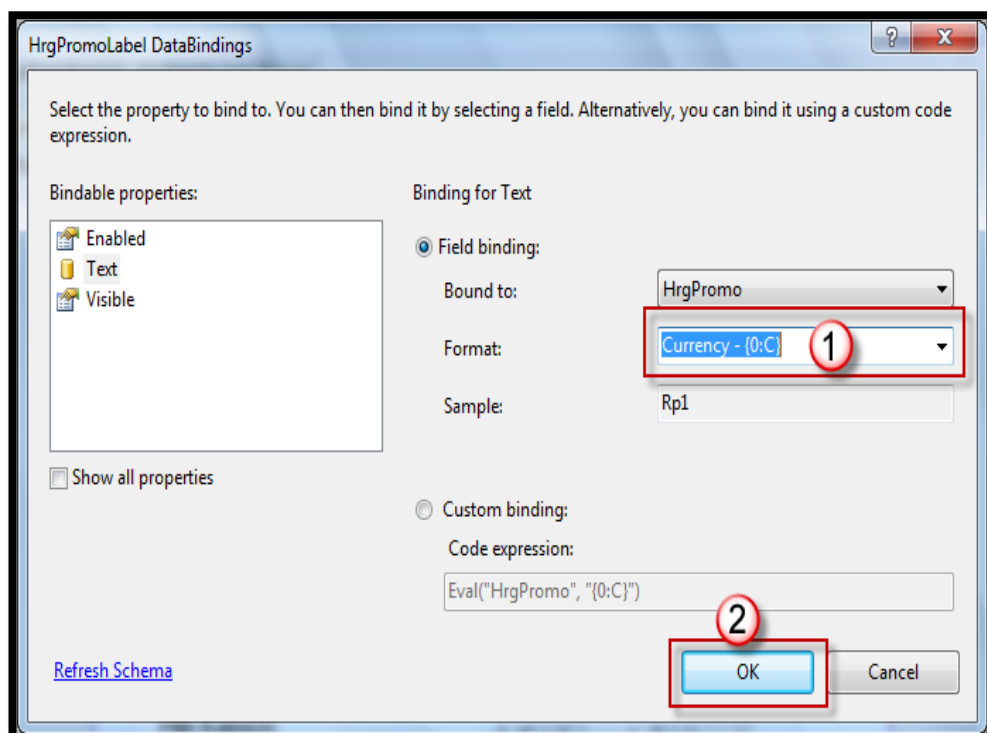 HrgPromoLabel DataBindings
Select the property to bind to. You can then bind it by selecting a field. Alternatively, you can bind it using a custom code
expression.
Bindable properties:
Enabled
Text
Visible
Show all properties
Binding for Text
Field binding:
Bound to: HrgPromo
Format: Currency - {0:C} 1
Sample: Rp1
Custom binding:
Code expression:
Eval("HrgPromo", "{0:C}")
2
Refresh Schema
OK Cancel